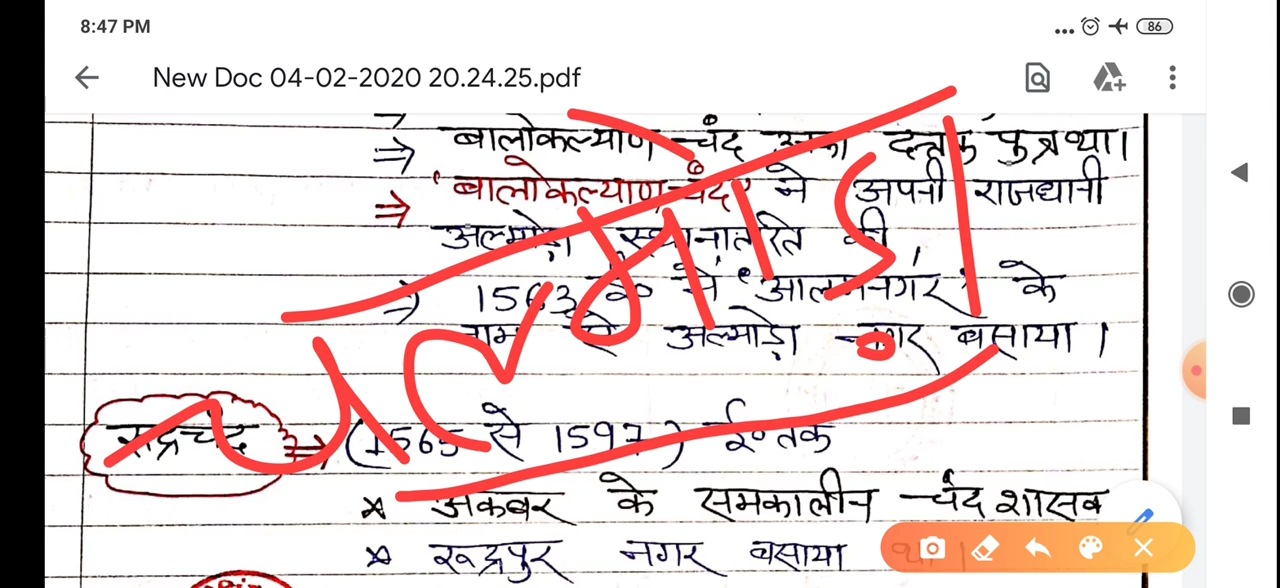 8:47 PM
86
New Doc 04-02-2020 20.24.25.pdf
⇒ बालोकल्याण चंद उनका दत्तक पुत्र था।
⇒ 'बालोकल्याण चंद' ने अपनी राजधानी
अल्मोड़ा स्थानांतरित की,
⇒ 1563 ई० में 'आलमनगर' के
नाम से अल्मोड़ा नगर बसाया।
अल्मोड़ा
रुद्रचंद ⇒ (1565 से 1597) ई० तक
* अकबर के समकालीन चंद शासक
* रूद्रपुर नगर बसाया था।